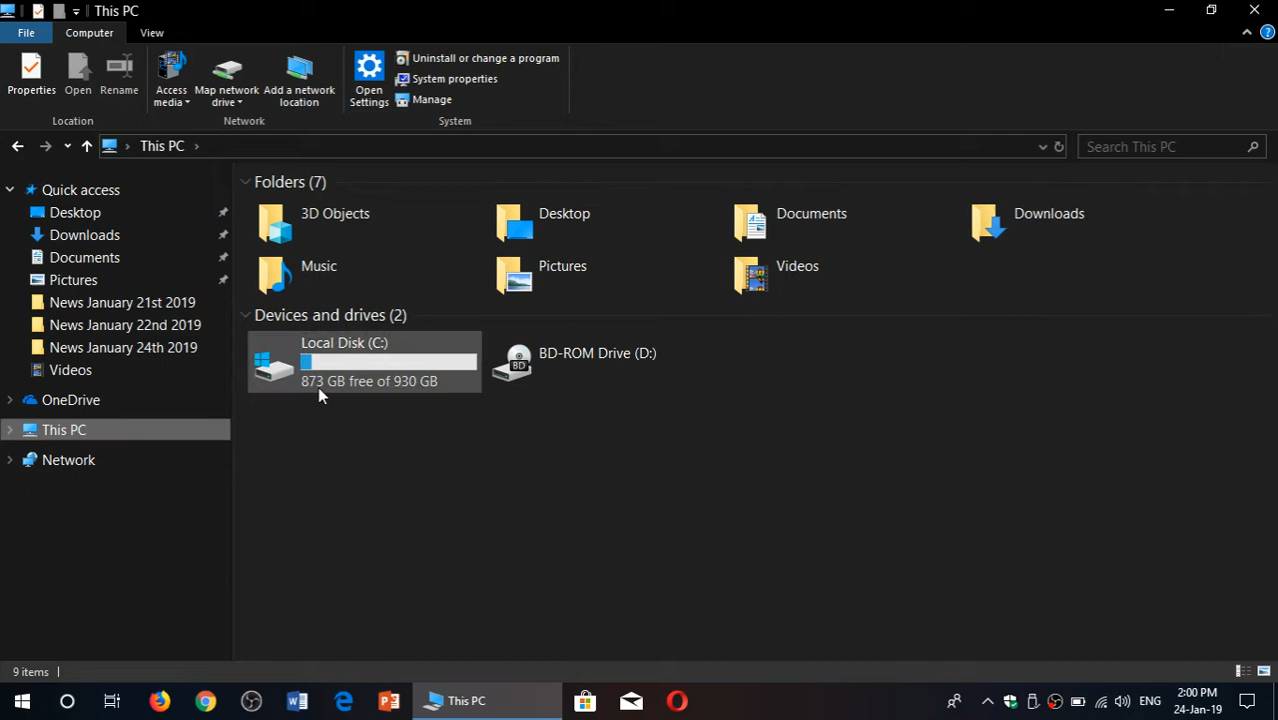 This PC
File
Computer
View
Properties
Open
Rename
Access media
Map network drive
Add a network location
Open Settings
Uninstall or change a program
System properties
Manage
Location
Network
System
This PC
Search This PC
Quick access
Desktop
Downloads
Documents
Pictures
News January 21st 2019
News January 22nd 2019
News January 24th 2019
Videos
OneDrive
This PC
Network
Folders (7)
3D Objects
Desktop
Documents
Downloads
Music
Pictures
Videos
Devices and drives (2)
Local Disk (C:)
873 GB free of 930 GB
BD
BD-ROM Drive (D:)
9 items
This PC
ENG
2:00 PM
24-Jan-19